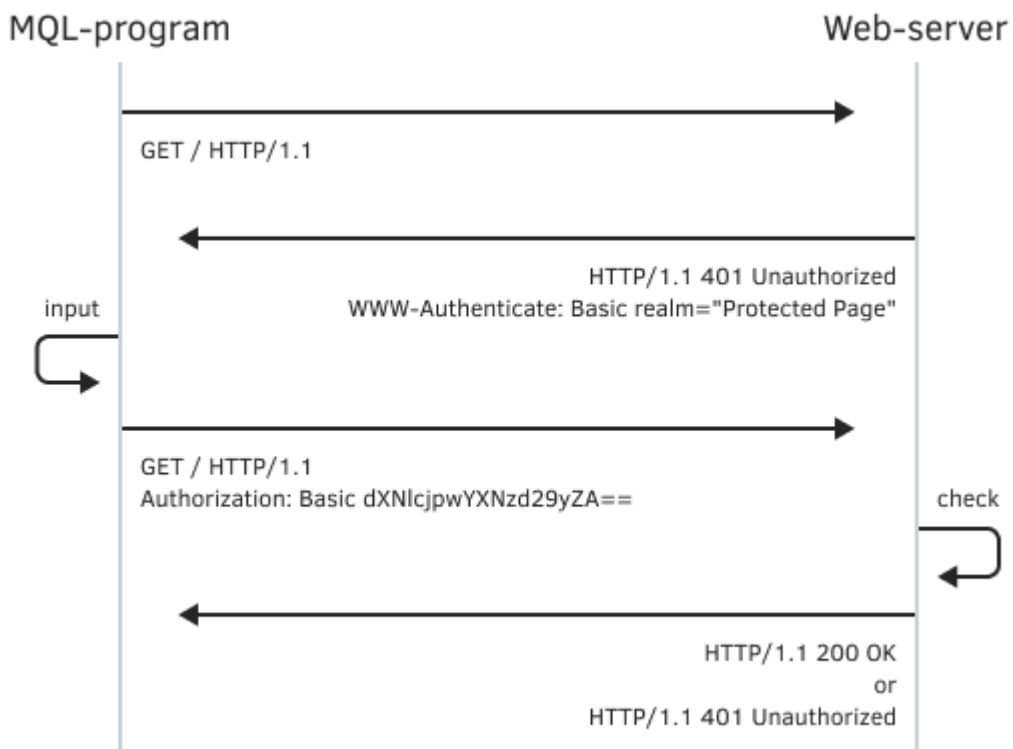 MQL-program
Web-server
GET / HTTP/1.1
HTTP/1.1 401 Unauthorized
WWW-Authenticate: Basic realm="Protected Page"
input
GET / HTTP/1.1
Authorization: Basic dXNlcjpwYXNzd29yZA==
check
HTTP/1.1 200 OK
or
HTTP/1.1 401 Unauthorized